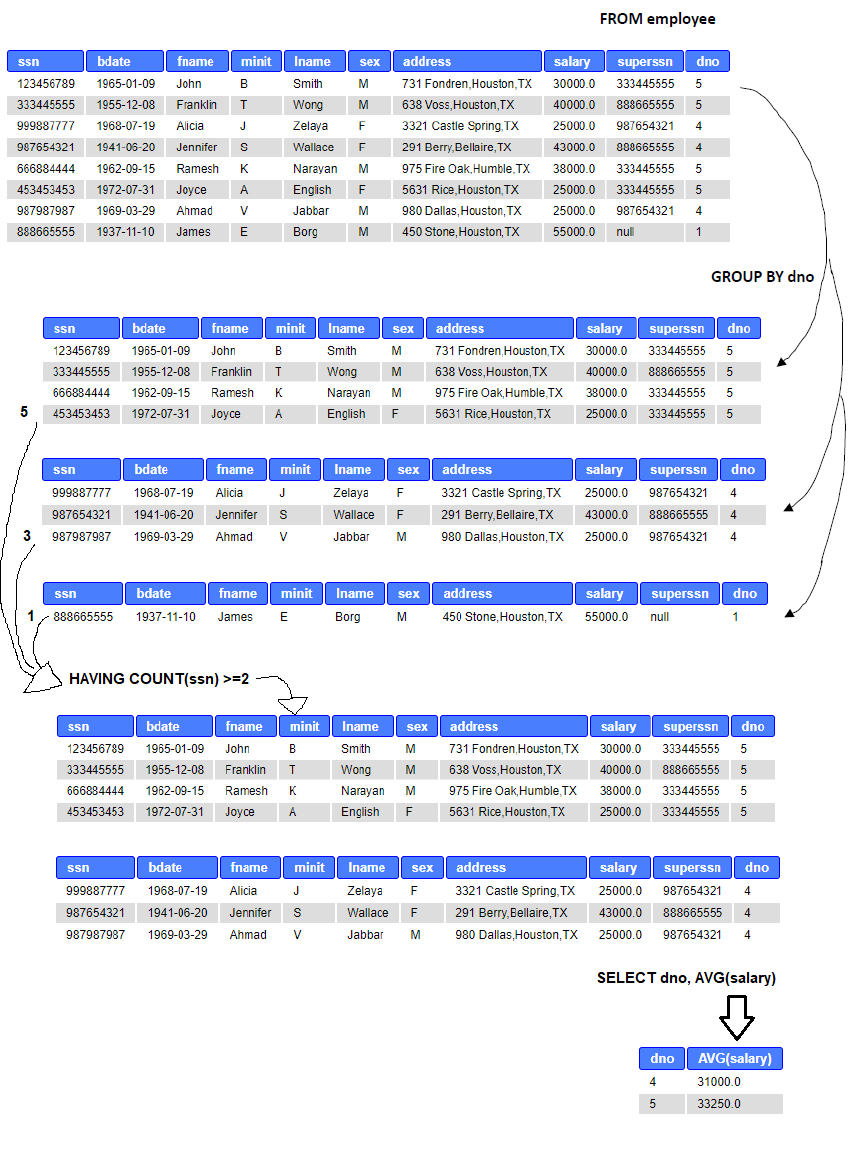 FROM employee
ssn bdate fname minit lname sex address salary superssn dno
123456789 1965-01-09 John B Smith M 731 Fondren,Houston,TX 30000.0 333445555 5
333445555 1955-12-08 Franklin T Wong M 638 Voss,Houston,TX 40000.0 888665555 5
999887777 1968-07-19 Alicia J Zelaya F 3321 Castle Spring,TX 25000.0 987654321 4
987654321 1941-06-20 Jennifer S Wallace F 291 Berry,Bellaire,TX 43000.0 888665555 4
666884444 1962-09-15 Ramesh K Narayan M 975 Fire Oak,Humble,TX 38000.0 333445555 5
453453453 1972-07-31 Joyce A English F 5631 Rice,Houston,TX 25000.0 333445555 5
987987987 1969-03-29 Ahmad V Jabbar M 980 Dallas,Houston,TX 25000.0 987654321 4
888665555 1937-11-10 James E Borg M 450 Stone,Houston,TX 55000.0 null 1
GROUP BY dno
ssn bdate fname minit lname sex address salary superssn dno
123456789 1965-01-09 John B Smith M 731 Fondren,Houston,TX 30000.0 333445555 5
333445555 1955-12-08 Franklin T Wong M 638 Voss,Houston,TX 40000.0 888665555 5
666884444 1962-09-15 Ramesh K Narayan M 975 Fire Oak,Humble,TX 38000.0 333445555 5
5 453453453 1972-07-31 Joyce A English F 5631 Rice,Houston,TX 25000.0 333445555 5
ssn bdate fname minit lname sex address salary superssn dno
999887777 1968-07-19 Alicia J Zelaya F 3321 Castle Spring,TX 25000.0 987654321 4
987654321 1941-06-20 Jennifer S Wallace F 291 Berry,Bellaire,TX 43000.0 888665555 4
3 987987987 1969-03-29 Ahmad V Jabbar M 980 Dallas,Houston,TX 25000.0 987654321 4
ssn bdate fname minit lname sex address salary superssn dno
1 888665555 1937-11-10 James E Borg M 450 Stone,Houston,TX 55000.0 null 1
HAVING COUNT(ssn) >=2
ssn bdate fname minit lname sex address salary superssn dno
123456789 1965-01-09 John B Smith M 731 Fondren,Houston,TX 30000.0 333445555 5
333445555 1955-12-08 Franklin T Wong M 638 Voss,Houston,TX 40000.0 888665555 5
666884444 1962-09-15 Ramesh K Narayan M 975 Fire Oak,Humble,TX 38000.0 333445555 5
453453453 1972-07-31 Joyce A English F 5631 Rice,Houston,TX 25000.0 333445555 5
ssn bdate fname minit lname sex address salary superssn dno
999887777 1968-07-19 Alicia J Zelaya F 3321 Castle Spring,TX 25000.0 987654321 4
987654321 1941-06-20 Jennifer S Wallace F 291 Berry,Bellaire,TX 43000.0 888665555 4
987987987 1969-03-29 Ahmad V Jabbar M 980 Dallas,Houston,TX 25000.0 987654321 4
SELECT dno, AVG(salary)
dno AVG(salary)
4 31000.0
5 33250.0